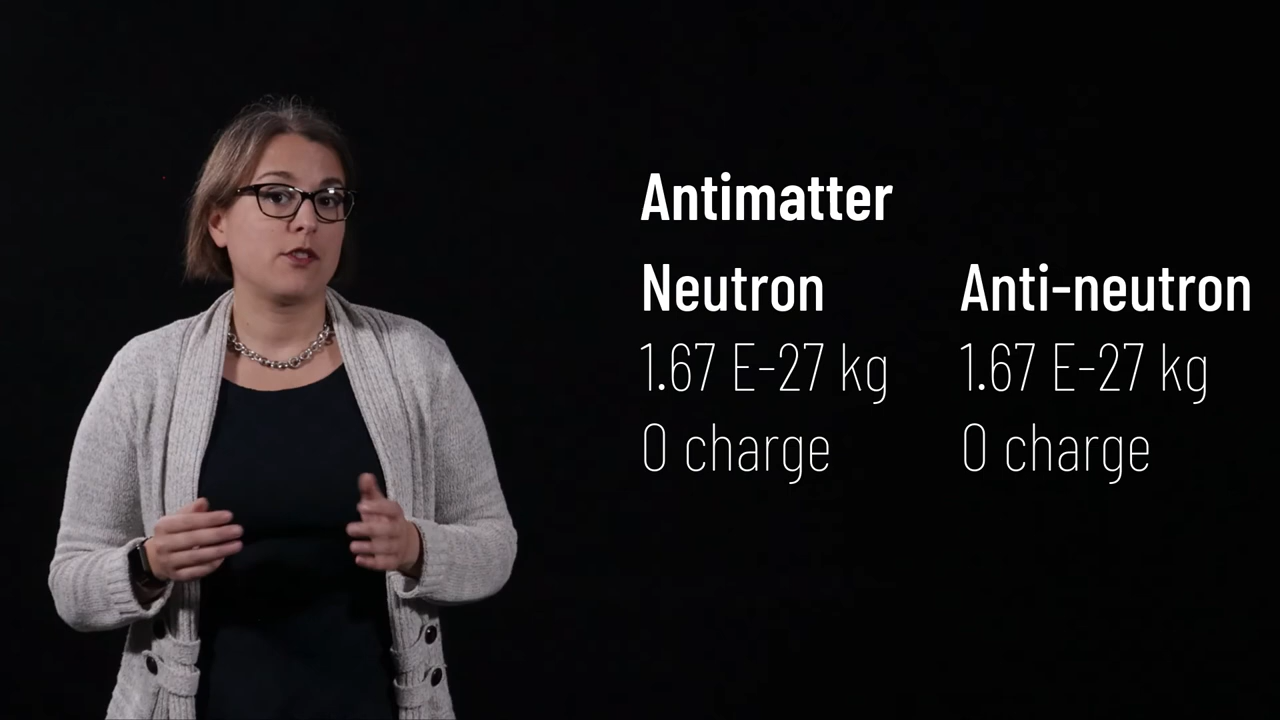 Antimatter
Neutron Anti-neutron
1.67 E-27 kg 1.67 E-27 kg
0 charge 0 charge